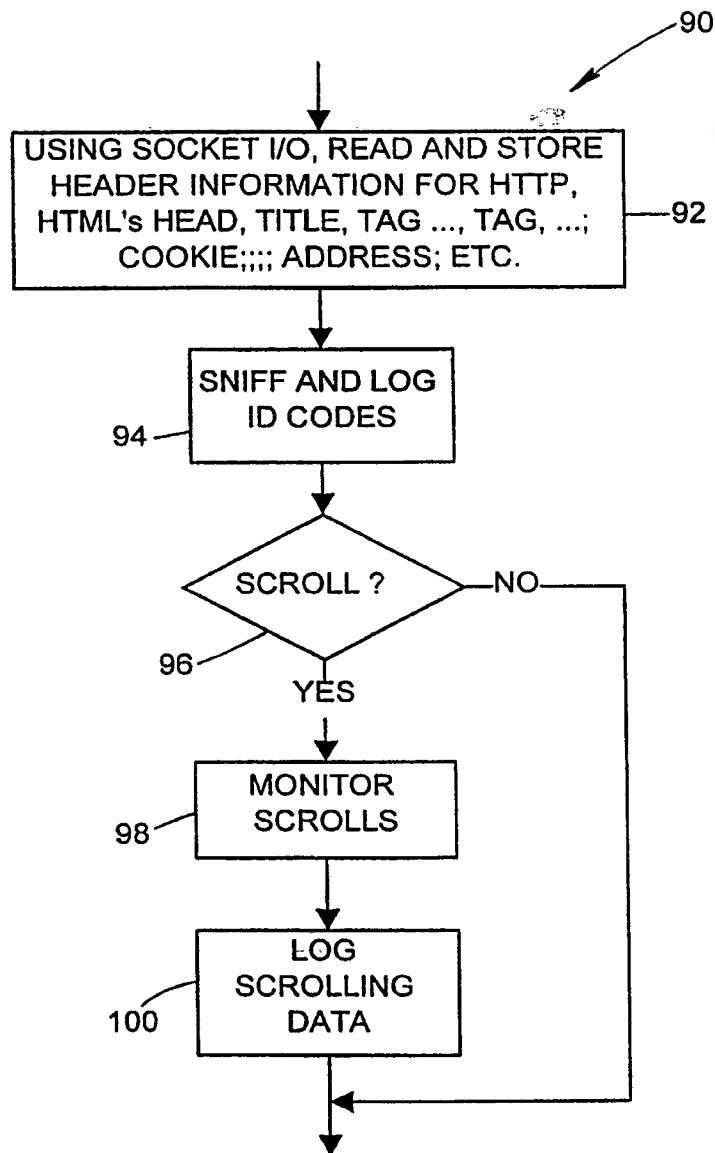 90
USING SOCKET I/O, READ AND STORE
HEADER INFORMATION FOR HTTP,
HTML's HEAD, TITLE, TAG ..., TAG, ...;
COOKIE;;;; ADDRESS; ETC.
92
SNIFF AND LOG
ID CODES
94
SCROLL ?
NO
96
YES
MONITOR
SCROLLS
98
LOG
SCROLLING
DATA
100